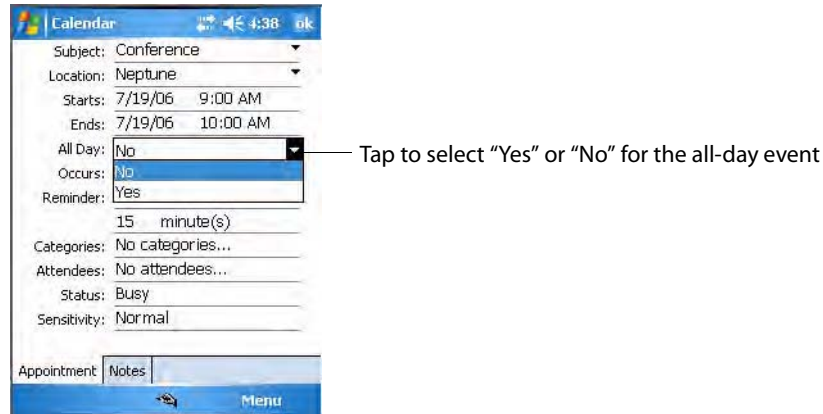 Calendar 4:38 ok
Subject: Conference
Location: Neptune
Starts: 7/19/06 9:00 AM
Ends: 7/19/06 10:00 AM
All Day: No
Tap to select “Yes” or “No” for the all-day event
Occurs: No
Reminder: Yes
15 minute(s)
Categories: No categories...
Attendees: No attendees...
Status: Busy
Sensitivity: Normal
Appointment Notes
Menu